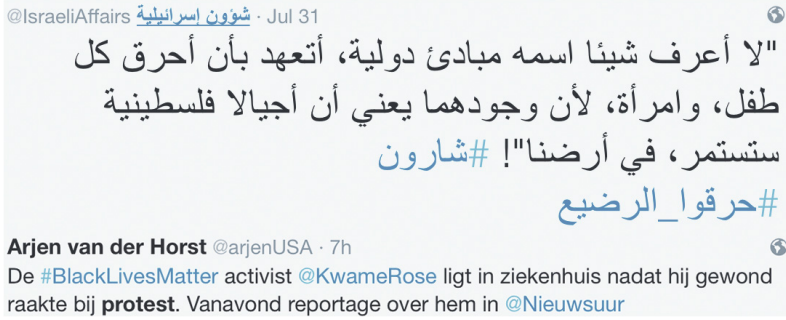 @IsraeliAffairs شؤون إسرائيلية · Jul 31
"لا أعرف شيئا اسمه مبادئ دولية، أتعهد بأن أحرق كل
طفل، وامرأة، لأن وجودهما يعني أن أجيالا فلسطينية
ستستمر، في أرضنا"! #شارون
#حرقوا_الرضيع
Arjen van der Horst @arjenUSA · 7h
De #BlackLivesMatter activist @KwameRose ligt in ziekenhuis nadat hij gewond
raakte bij protest. Vanavond reportage over hem in @Nieuwsuur